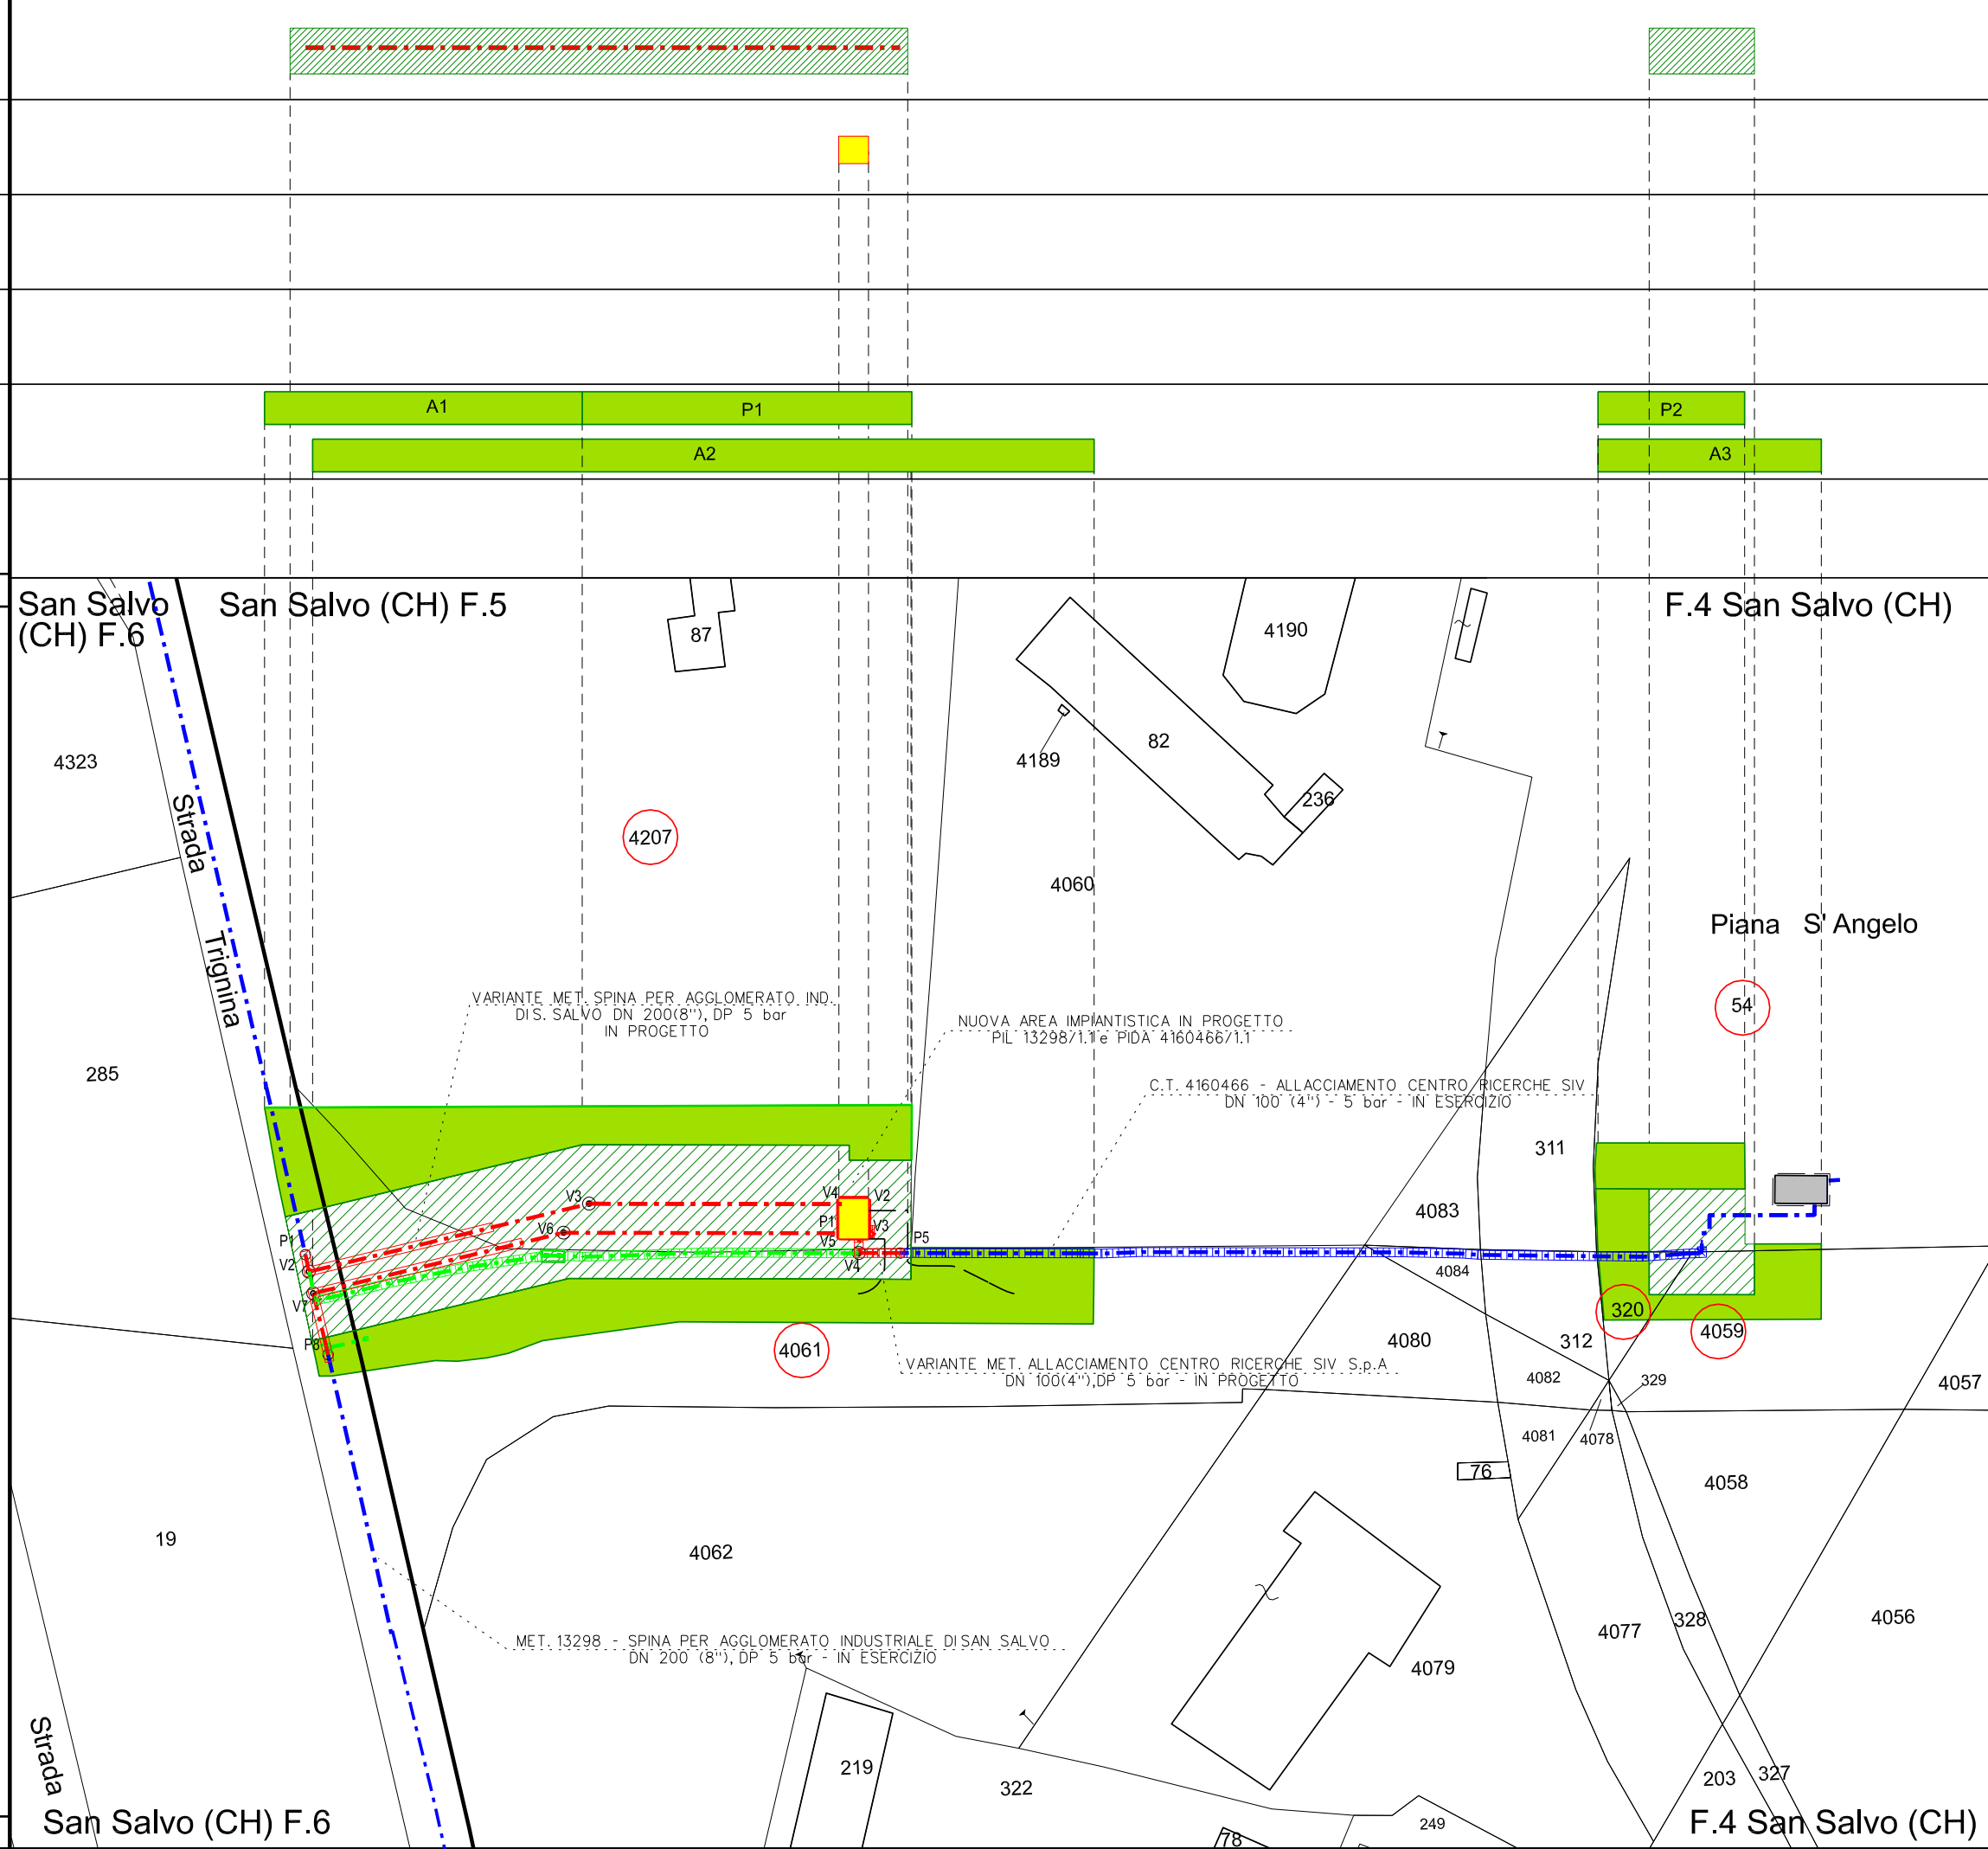 A1
P1
P2
A2
A3
San Salvo
(CH) F.6
San Salvo (CH) F.5
F.4 San Salvo (CH)
87
4190
4323
4189
82
Strada
236
4207
4060
Piana S' Angelo
Trignina
VARIANTE MET. SPINA PER AGGLOMERATO IND.
DI S. SALVO DN 200(8"), DP 5 bar
IN PROGETTO
NUOVA AREA IMPIANTISTICA IN PROGETTO
PIL 13298/1.1 e PIDA 4160466/1.1
54
285
C.T. 4160466 - ALLACCIAMENTO CENTRO RICERCHE SIV
DN 100 (4") - 5 bar - IN ESERCIZIO
311
V3
V4
V2
4083
V6
P1
V3
P1
V5
P5
V2
V4
4084
V7
P8
320
4061
4059
4080
312
VARIANTE MET. ALLACCIAMENTO CENTRO RICERCHE SIV S.p.A
DN 100(4"),DP 5 bar - IN PROGETTO
4082
329
4057
4081
4078
76
4058
19
4062
4077
328
4056
MET. 13298 - SPINA PER AGGLOMERATO INDUSTRIALE DI SAN SALVO
DN 200 (8"), DP 5 bar - IN ESERCIZIO
4079
Strada
219
322
203
327
San Salvo (CH) F.6
78
249
F.4 San Salvo (CH)